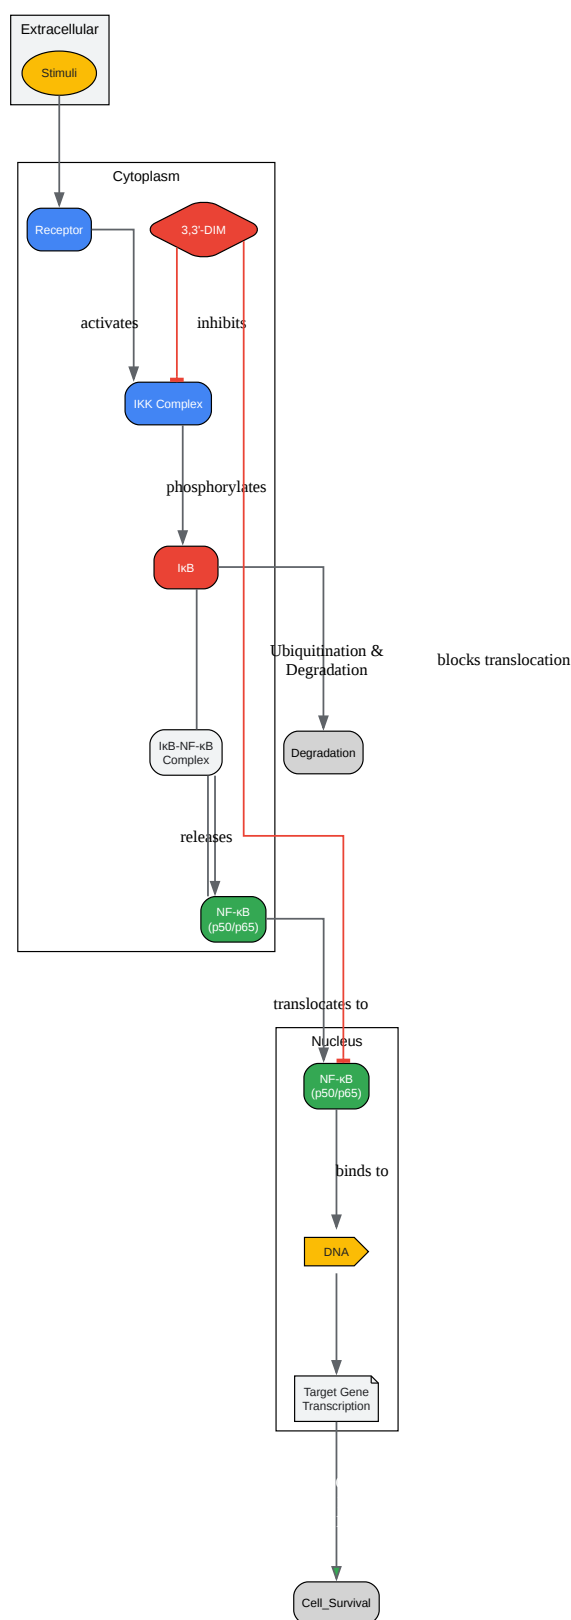 Extracellular
Stimuli
Cytoplasm
Receptor
3,3'-DIM
activates
inhibits
IKK Complex
phosphorylates
IκB
Ubiquitination &
Degradation
blocks translocation
IκB-NF-κB
Complex
Degradation
releases
NF-κB
(p50/p65)
translocates to
Nucleus
NF-κB
(p50/p65)
binds to
DNA
Target Gene
Transcription
Cell_Survival